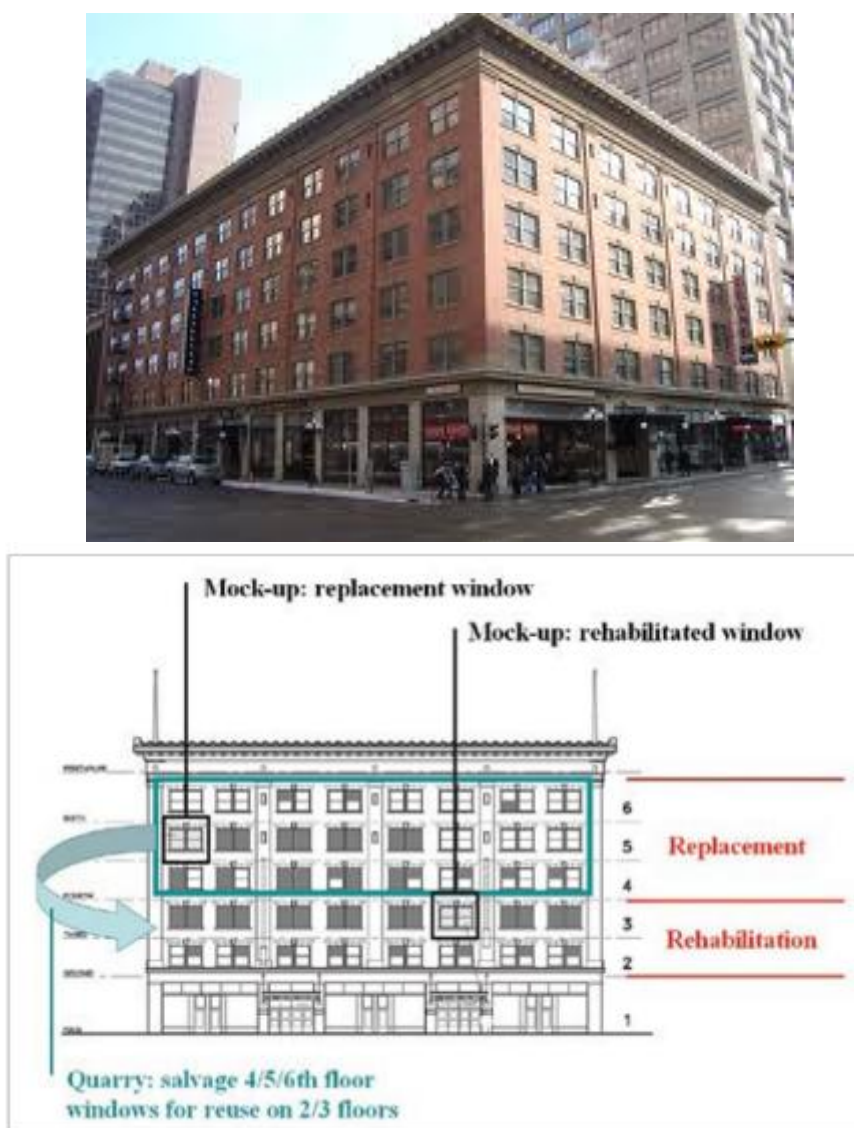 Mock-up: replacement window
Mock-up: rehabilitated window
6
5
Replacement
4
3
Rehabilitation
2
1
Quarry: salvage 4/5/6th floor
windows for reuse on 2/3 floors